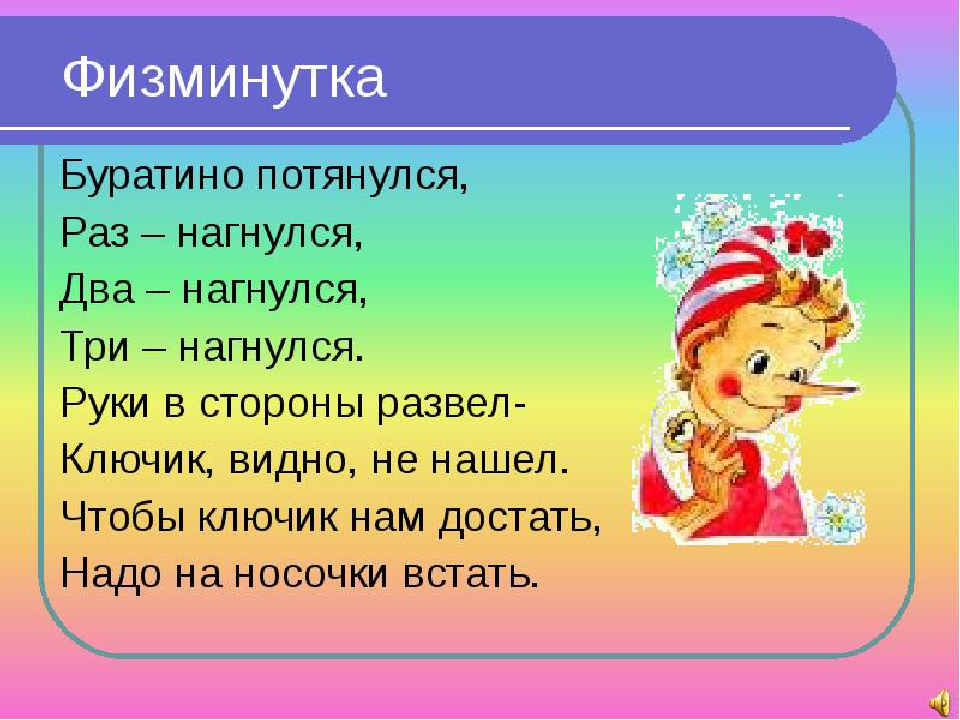 Физминутка
Буратино потянулся,
Раз – нагнулся,
Два – нагнулся,
Три – нагнулся.
Руки в стороны развел-
Ключик, видно, не нашел.
Чтобы ключик нам достать,
Надо на носочки встать.